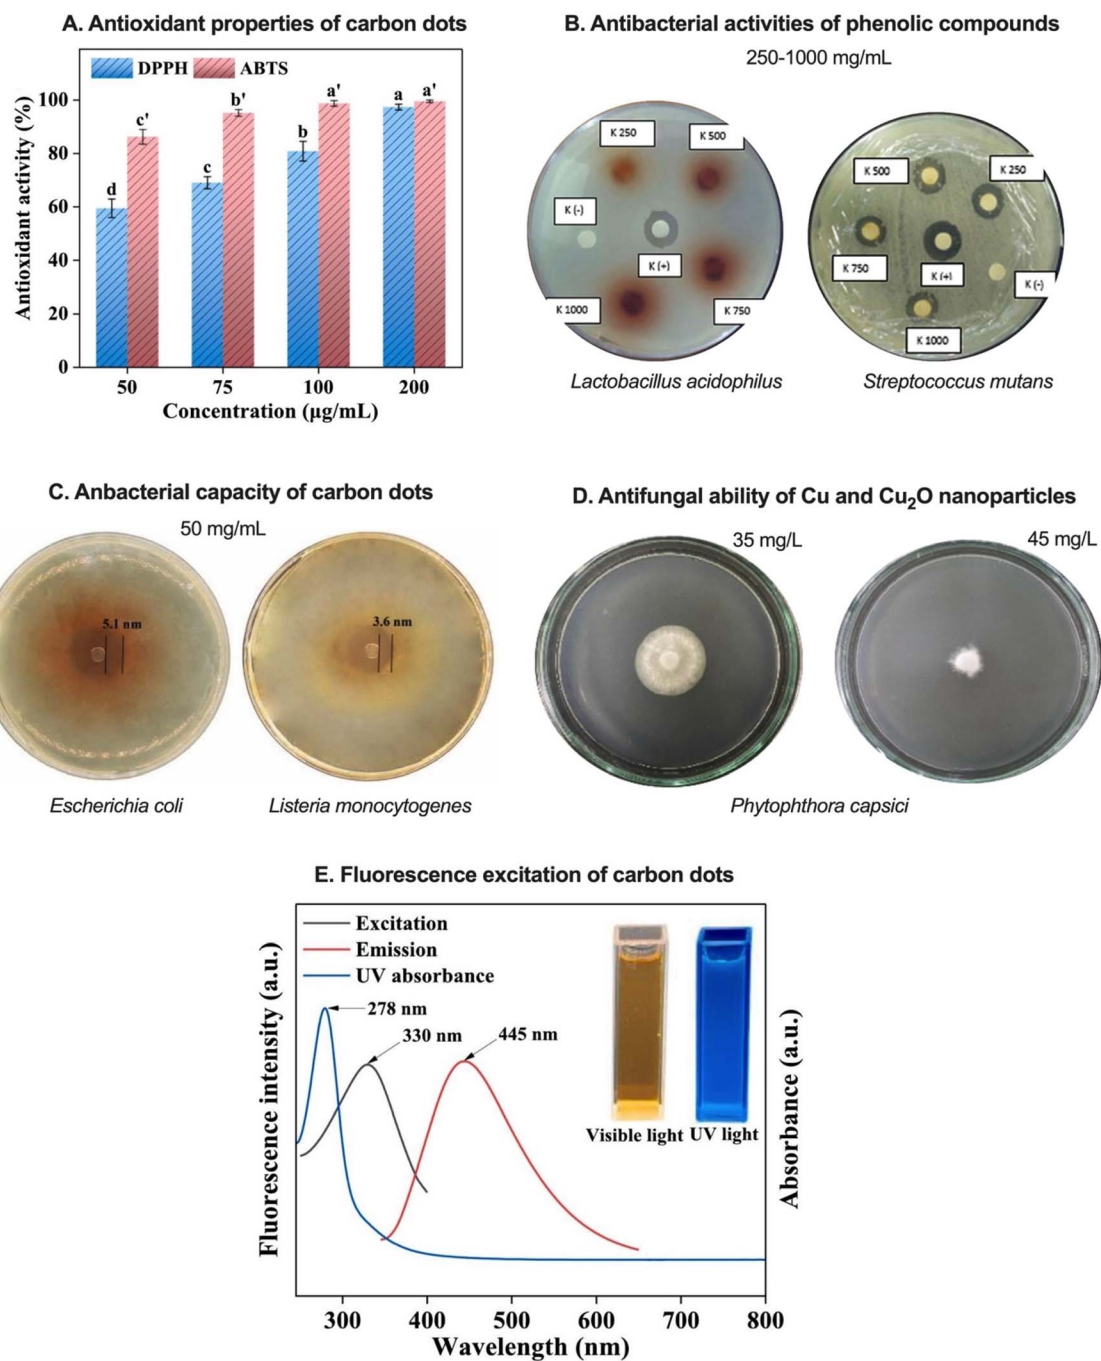 A. Antioxidant properties of carbon dots
DPPH ABTS
Antioxidant activity (%)
100
80
60
40
20
0
d c' c b' b a' a a'
50 75 100 200
Concentration (µg/mL)
B. Antibacterial activities of phenolic compounds
250-1000 mg/mL
K 250
K 500
K (-)
K (+)
K 1000
K 750
K 500
K 250
K 750
K (+)
K (-)
K 1000
Lactobacillus acidophilus
Streptococcus mutans
C. Anbacterial capacity of carbon dots
50 mg/mL
5.1 nm
3.6 nm
Escherichia coli
Listeria monocytogenes
D. Antifungal ability of Cu and Cu₂O nanoparticles
35 mg/L
45 mg/L
Phytophthora capsici
E. Fluorescence excitation of carbon dots
Fluorescence intensity (a.u.)
Excitation
Emission
UV absorbance
278 nm
330 nm
445 nm
Visible light UV light
Absorbance (a.u.)
300 400 500 600 700 800
Wavelength (nm)